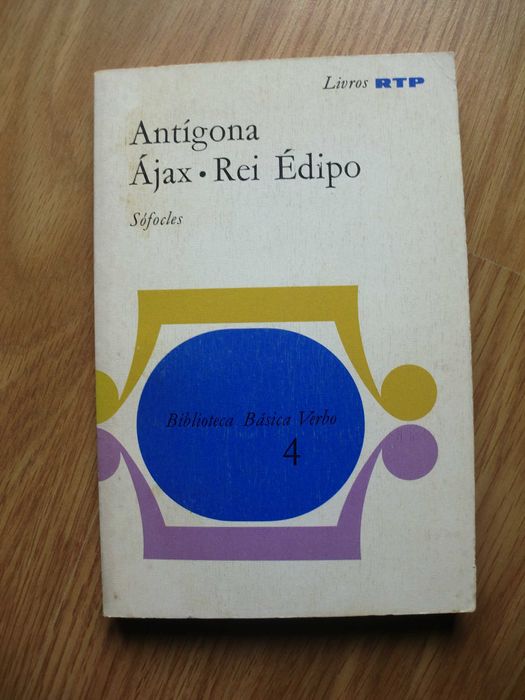 Livros RTP
Antígona
Ájax • Rei Édipo
Sófocles
Biblioteca Básica Verbo
4